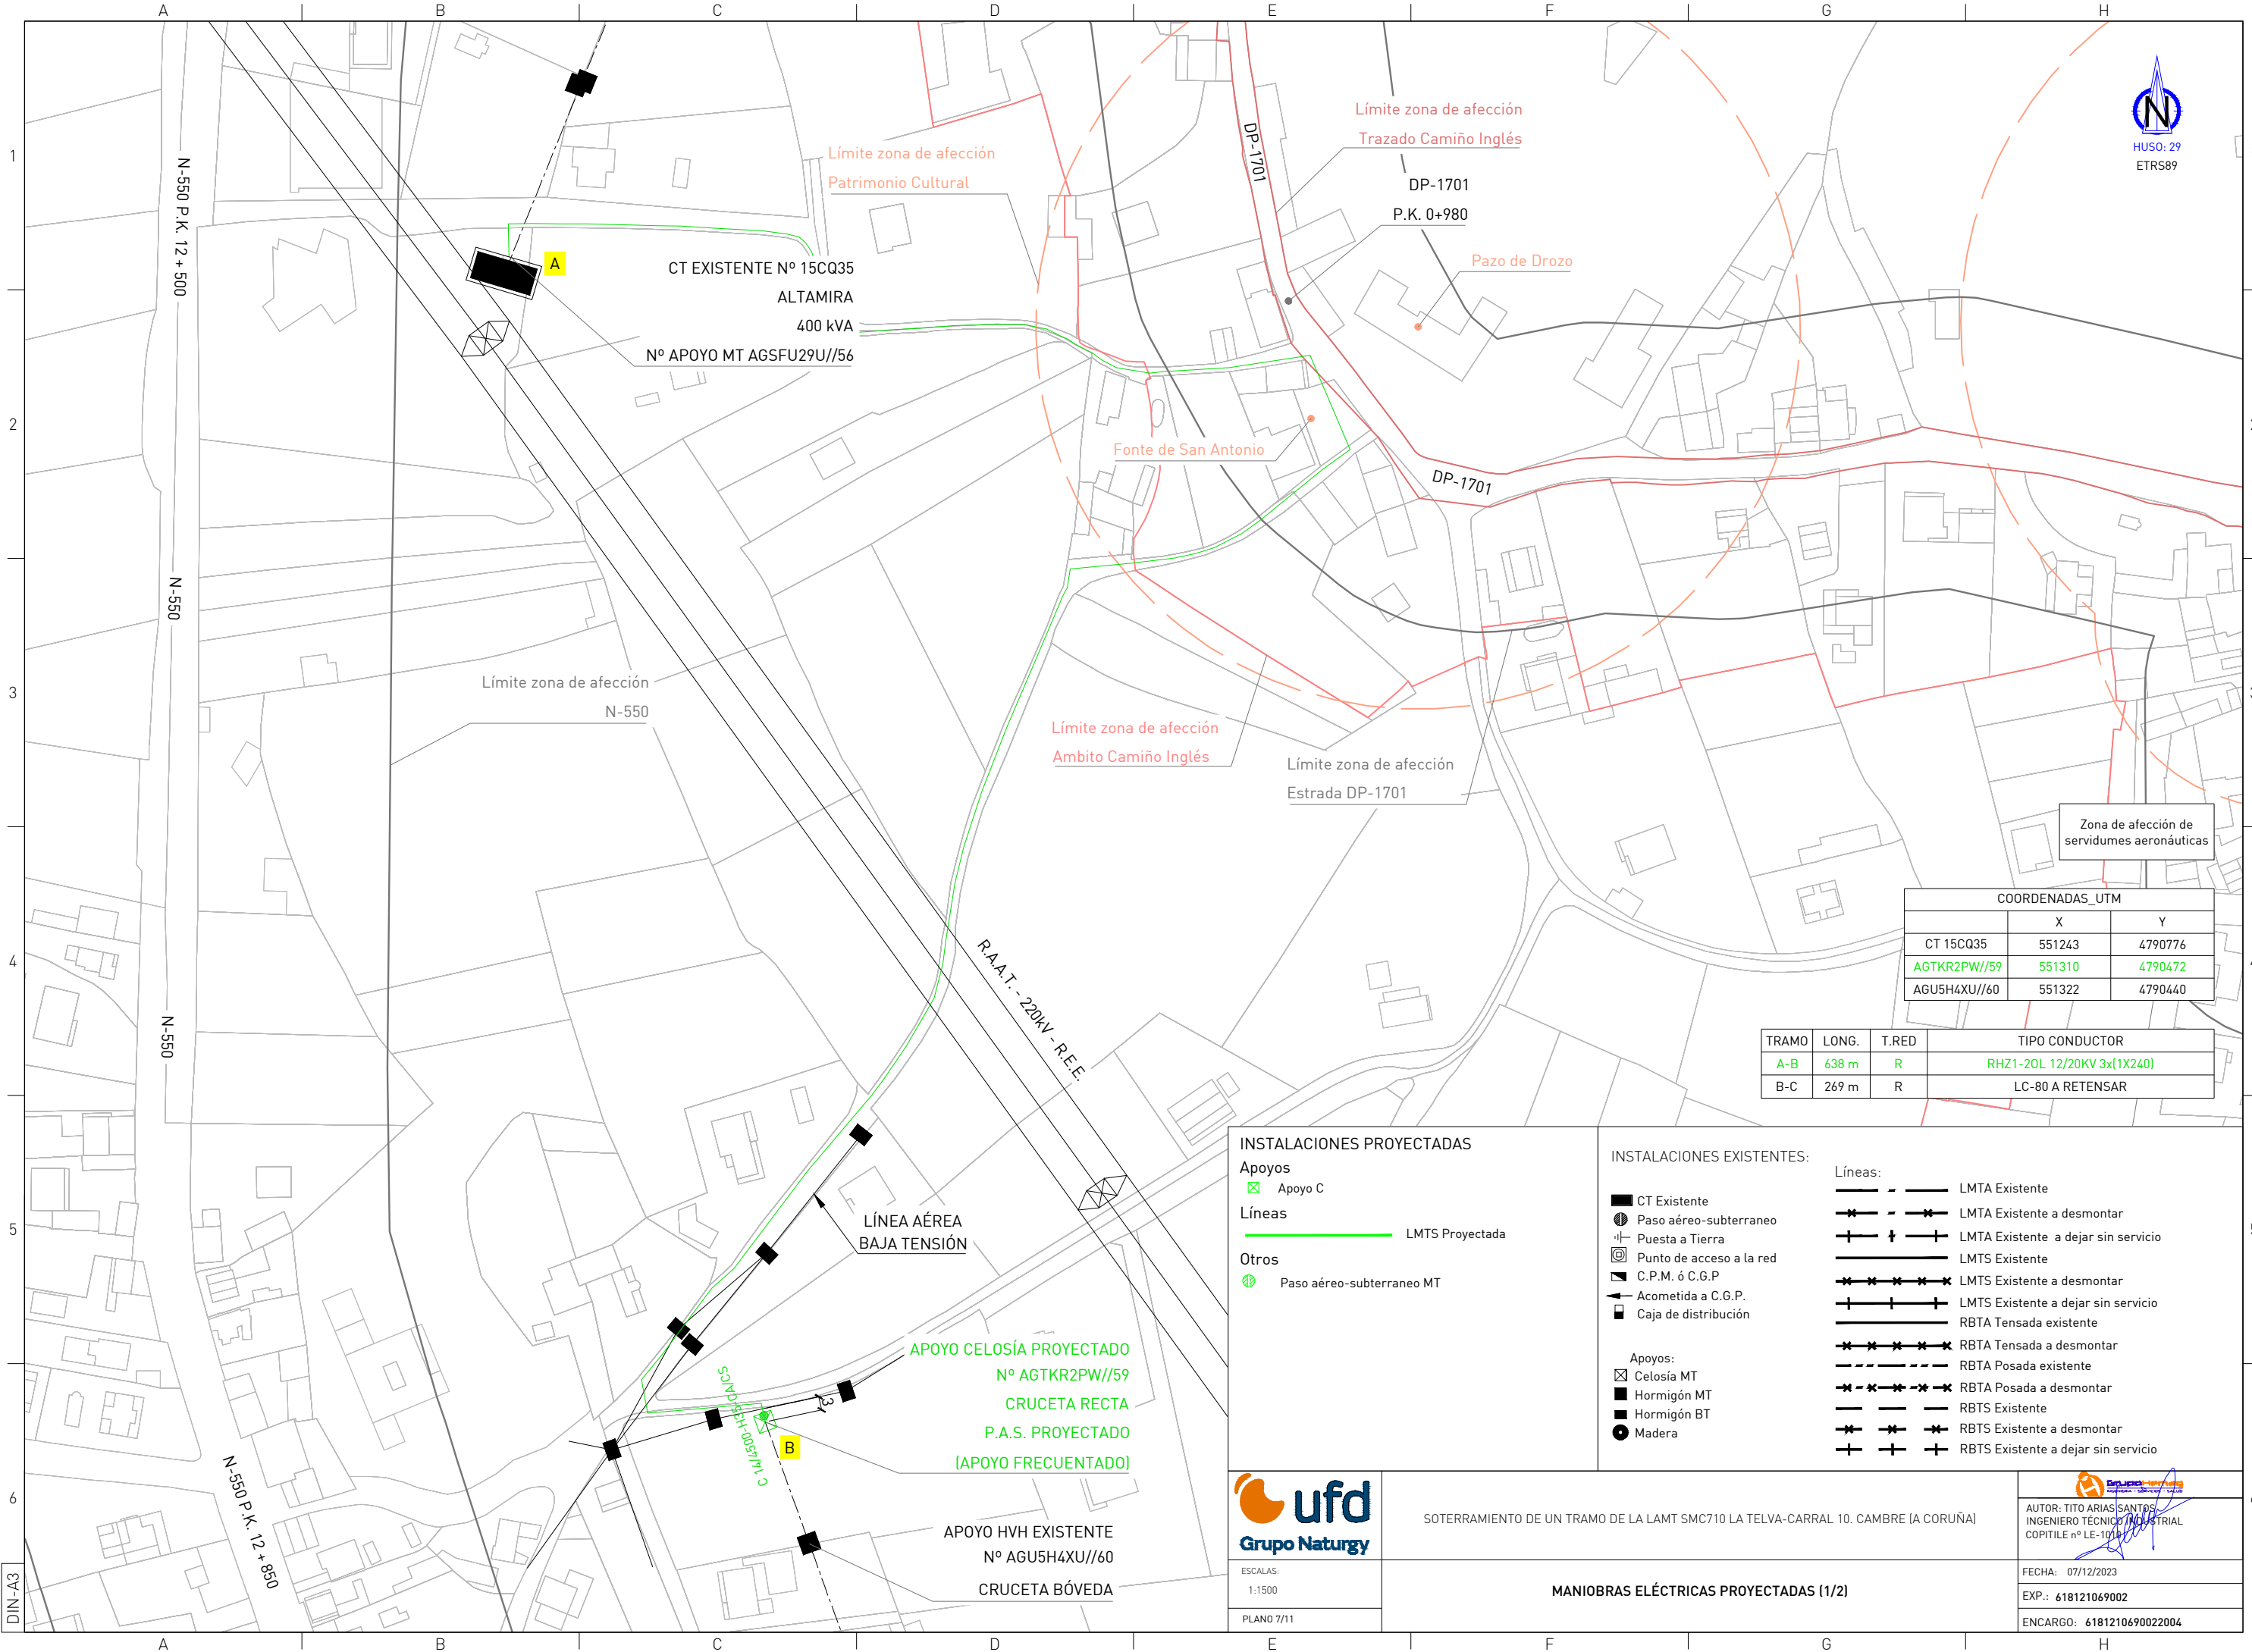 A B C D E F G H
1
2
3
4
5
6
N-550 P.K. 12 + 500
N-550
N-550
N-550 P.K. 12 +850
A
CT EXISTENTE Nº 15CQ35
ALTAMIRA
400 kVA
Nº APOYO MT AGSFU29U//56
Límite zona de afección
Patrimonio Cultural
DP-1701
Límite zona de afección
Trazado Camiño Inglés
DP-1701
P.K. 0+980
Pazo de Drozo
Fonte de San Antonio
DP-1701
HUSO: 29
ETRS89
N
Límite zona de afección
N-550
Límite zona de afección
Ambito Camiño Inglés
Límite zona de afección
Estrada DP-1701
R.A.A.T. - 220kV - R.E.E.
Zona de afección de
servidumes aeronáuticas
COORDENADAS_UTM
X Y
CT 15CQ35 551243 4790776
AGTKR2PW//59 551310 4790472
AGU5H4XU//60 551322 4790440
TRAMO LONG. T.RED TIPO CONDUCTOR
A-B 638 m R RHZ1-2OL 12/20KV 3x(1X240)
B-C 269 m R LC-80 A RETENSAR
LÍNEA AÉREA
BAJA TENSIÓN
APOYO CELOSÍA PROYECTADO
Nº AGTKR2PW//59
CRUCETA RECTA
P.A.S. PROYECTADO
(APOYO FRECUENTADO)
C 14/4500-H35-CA/CS
3
B
APOYO HVH EXISTENTE
Nº AGU5H4XU//60
CRUCETA BÓVEDA
INSTALACIONES PROYECTADAS
Apoyos
Apoyo C
Líneas
LMTS Proyectada
Otros
Paso aéreo-subterraneo MT
INSTALACIONES EXISTENTES:
CT Existente
Paso aéreo-subterraneo
Puesta a Tierra
Punto de acceso a la red
C.P.M. ó C.G.P
Acometida a C.G.P.
Caja de distribución
Apoyos:
Celosía MT
Hormigón MT
Hormigón BT
Madera
Líneas:
LMTA Existente
LMTA Existente a desmontar
LMTA Existente a dejar sin servicio
LMTS Existente
LMTS Existente a desmontar
LMTS Existente a dejar sin servicio
RBTA Tensada existente
RBTA Tensada a desmontar
RBTA Posada existente
RBTA Posada a desmontar
RBTS Existente
RBTS Existente a desmontar
RBTS Existente a dejar sin servicio
ufd
Grupo Naturgy
ESCALAS:
1:1500
PLANO 7/11
SOTERRAMIENTO DE UN TRAMO DE LA LAMT SMC710 LA TELVA-CARRAL 10. CAMBRE (A CORUÑA)
MANIOBRAS ELÉCTRICAS PROYECTADAS (1/2)
AUTOR: TITO ARIAS SANTOS
INGENIERO TÉCNICO INDUSTRIAL
COPITILE nº
FECHA: 07/12/2023
EXP.: 618121069002
ENCARGO: 6181210690022004
DIN-A3
A B C D E F G H